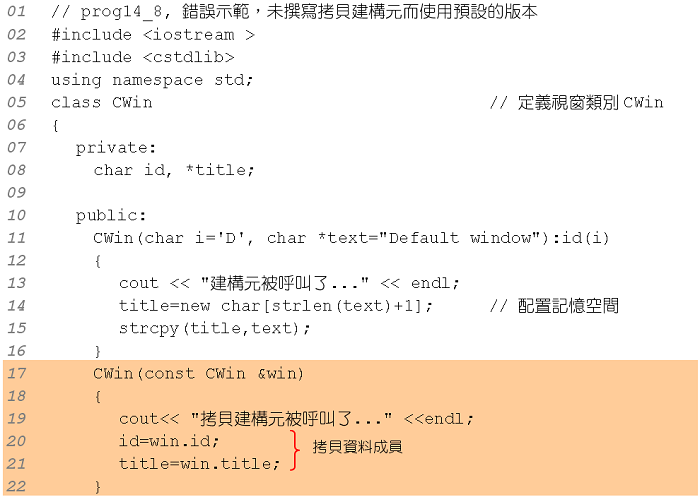 01 // prog14_8, 錯誤示範，未撰寫拷貝建構元而使用預設的版本
02 #include <iostream >
03 #include <cstdlib>
04 using namespace std;
05 class CWin // 定義視窗類別 CWin
06 {
07 private:
08 char id, *title;
09
10 public:
11 CWin(char i='D', char *text="Default window"):id(i)
12 {
13 cout << "建構元被呼叫了..." << endl;
14 title=new char[strlen(text)+1]; // 配置記憶空間
15 strcpy(title,text);
16 }
17 CWin(const CWin &win)
18 {
19 cout<< "拷貝建構元被呼叫了..." <<endl;
20 id=win.id;
拷貝資料成員
21 title=win.title;
22 }